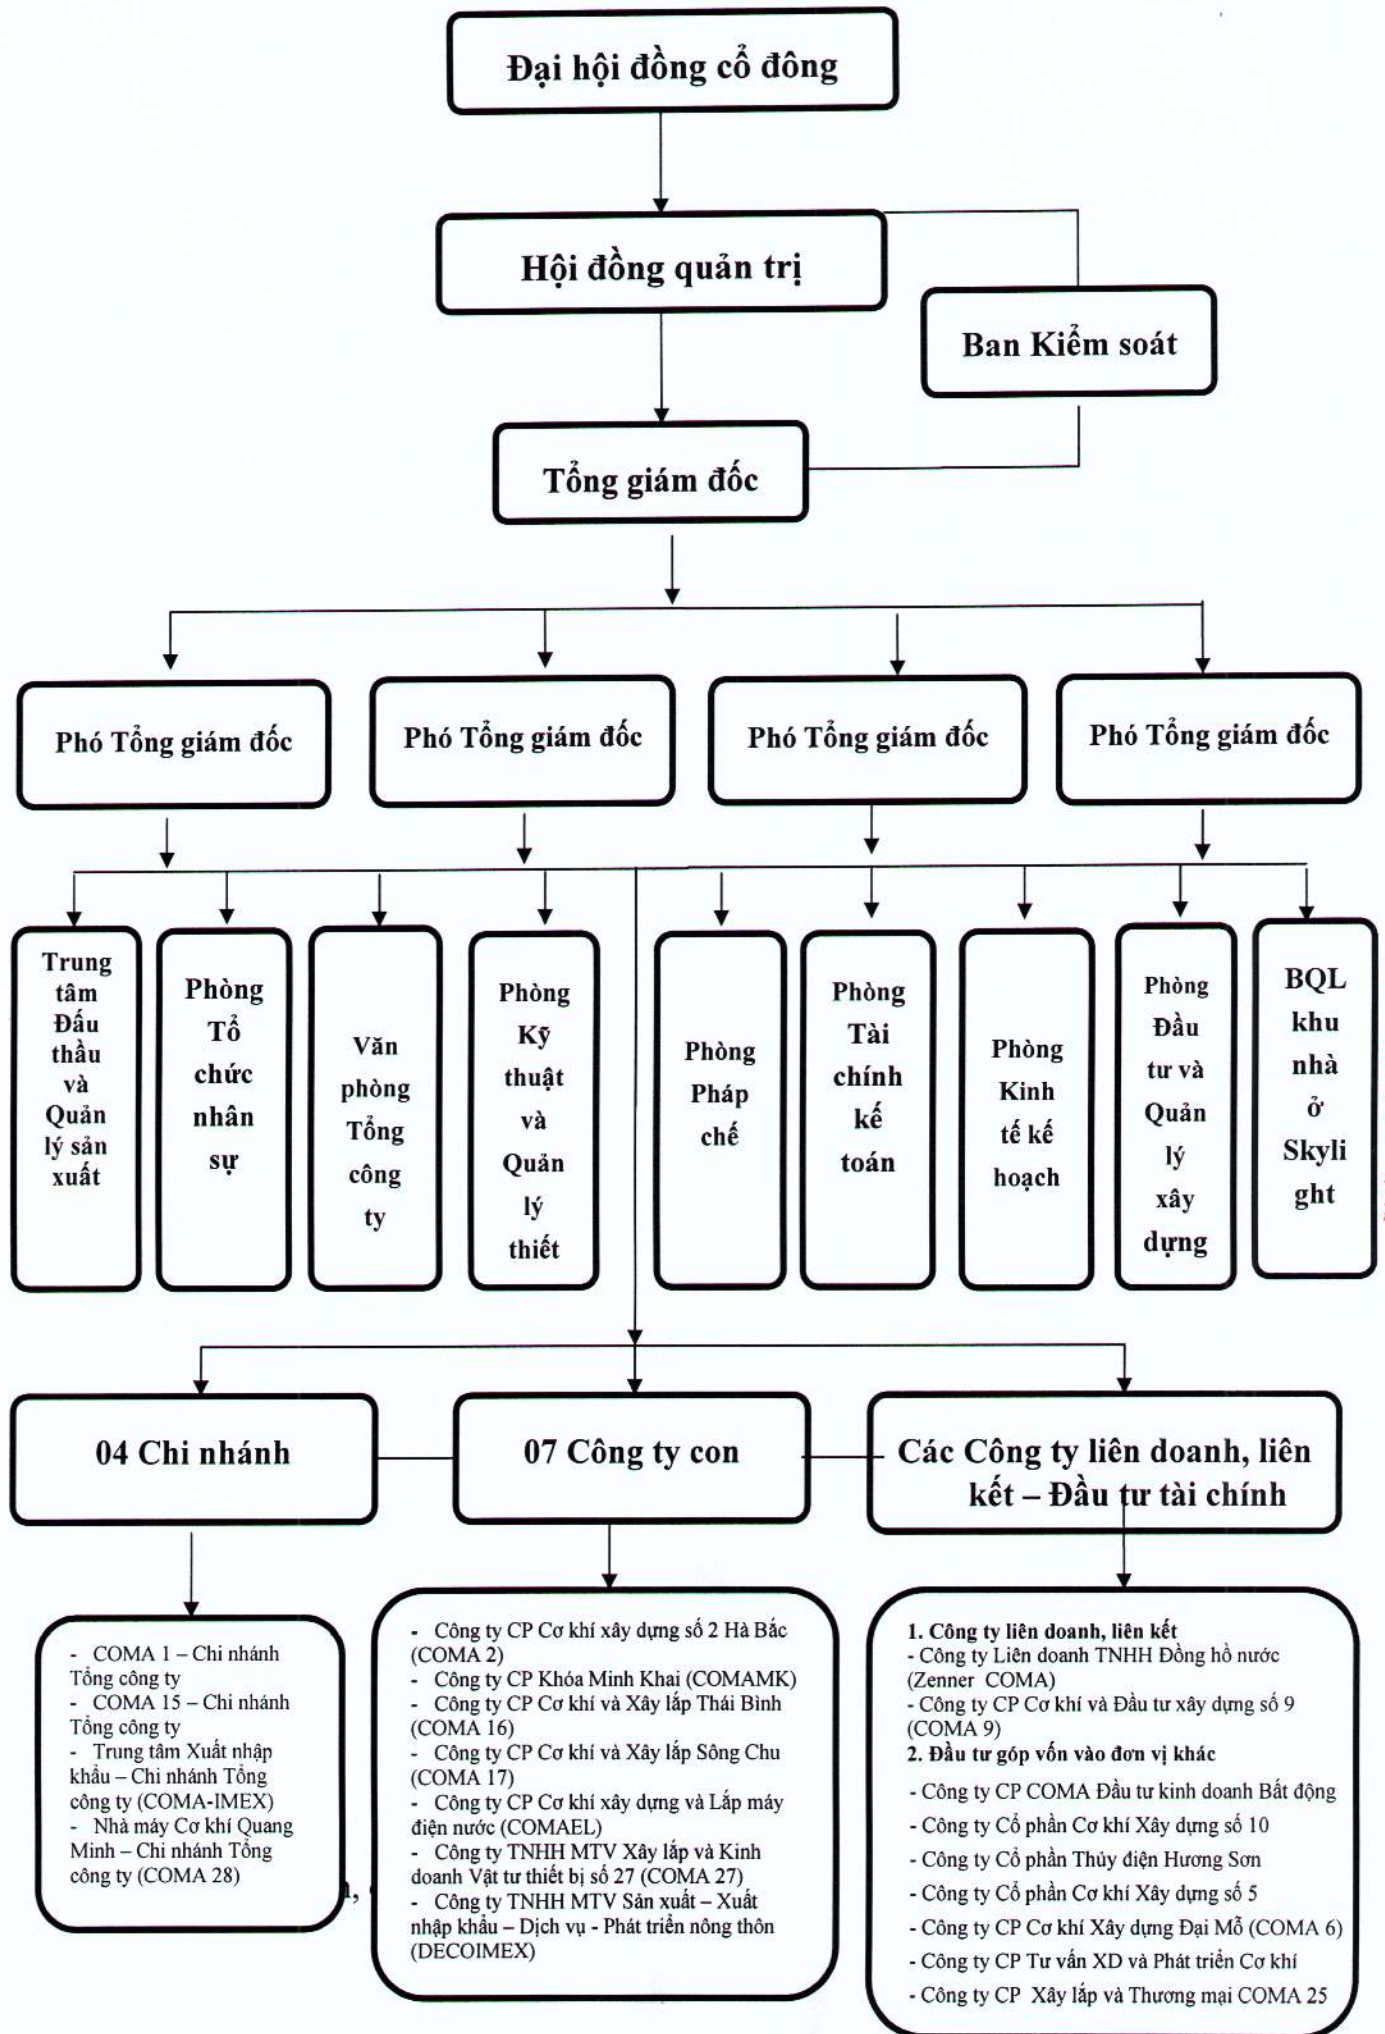 Đại hội đồng cổ đông
Hội đồng quản trị
Ban Kiểm soát
Tổng giám đốc
Phó Tổng giám đốc
Phó Tổng giám đốc
Phó Tổng giám đốc
Phó Tổng giám đốc
Trung
tâm
Đấu
thầu
và
Quản
lý sản
xuất
Phòng
Tổ
chức
nhân
sự
Văn
phòng
Tổng
công
ty
Phòng
Kỹ
thuật
và
Quản
lý
thiết
Phòng
Pháp
chế
Phòng
Tài
chính
kế
toán
Phòng
Kinh
tế kế
hoạch
Phòng
Đầu
tư và
Quản
lý
xây
dựng
BQL
khu
nhà
ở
Skyli
ght
04 Chi nhánh
07 Công ty con
Các Công ty liên doanh, liên
kết – Đầu tư tài chính
- COMA 1 – Chi nhánh
Tổng công ty
- COMA 15 – Chi nhánh
Tổng công ty
- Trung tâm Xuất nhập
khẩu – Chi nhánh Tổng
công ty (COMA-IMEX)
- Nhà máy Cơ khí Quang
Minh – Chi nhánh Tổng
công ty (COMA 28)
- Công ty CP Cơ khí xây dựng số 2 Hà Bắc
(COMA 2)
- Công ty CP Khóa Minh Khai (COMAMK)
- Công ty CP Cơ khí và Xây lắp Thái Bình
(COMA 16)
- Công ty CP Cơ khí và Xây lắp Sông Chu
(COMA 17)
- Công ty CP Cơ khí xây dựng và Lắp máy
điện nước (COMAEL)
- Công ty TNHH MTV Xây lắp và Kinh
doanh Vật tư thiết bị số 27 (COMA 27)
- Công ty TNHH MTV Sản xuất – Xuất
nhập khẩu – Dịch vụ - Phát triển nông thôn
(DECOIMEX)
1. Công ty liên doanh, liên kết
- Công ty Liên doanh TNHH Đồng hồ nước
(Zenner COMA)
- Công ty CP Cơ khí và Đầu tư xây dựng số 9
(COMA 9)
2. Đầu tư góp vốn vào đơn vị khác
- Công ty CP COMA Đầu tư kinh doanh Bất động
- Công ty Cổ phần Cơ khí Xây dựng số 10
- Công ty Cổ phần Thủy điện Hương Sơn
- Công ty Cổ phần Cơ khí Xây dựng số 5
- Công ty CP Cơ khí Xây dựng Đại Mỗ (COMA 6)
- Công ty CP Tư vấn XD và Phát triển Cơ khí
- Công ty CP Xây lắp và Thương mại COMA 25